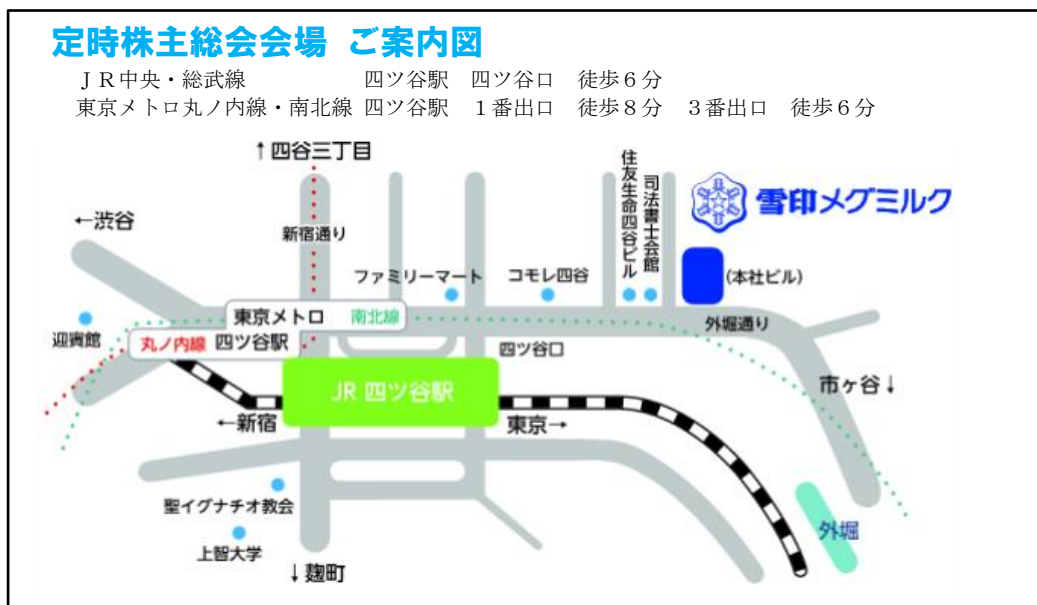 定時株主総会会場 ご案内図
ＪＲ中央・総武線 四ツ谷駅 四ツ谷口 徒歩６分
東京メトロ丸ノ内線・南北線 四ツ谷駅 １番出口 徒歩８分 ３番出口 徒歩６分
↑四谷三丁目
住友生命四谷ビル
司法書士会館
雪印メグミルク
←渋谷
新宿通り
ファミリーマート
コモレ四谷
(本社ビル)
東京メトロ 南北線
外堀通り
迎賓館
丸ノ内線 四ツ谷駅
四ツ谷口
JR 四ツ谷駅
市ヶ谷↓
←新宿
東京→
聖イグナチオ教会
外堀
上智大学
↓麹町